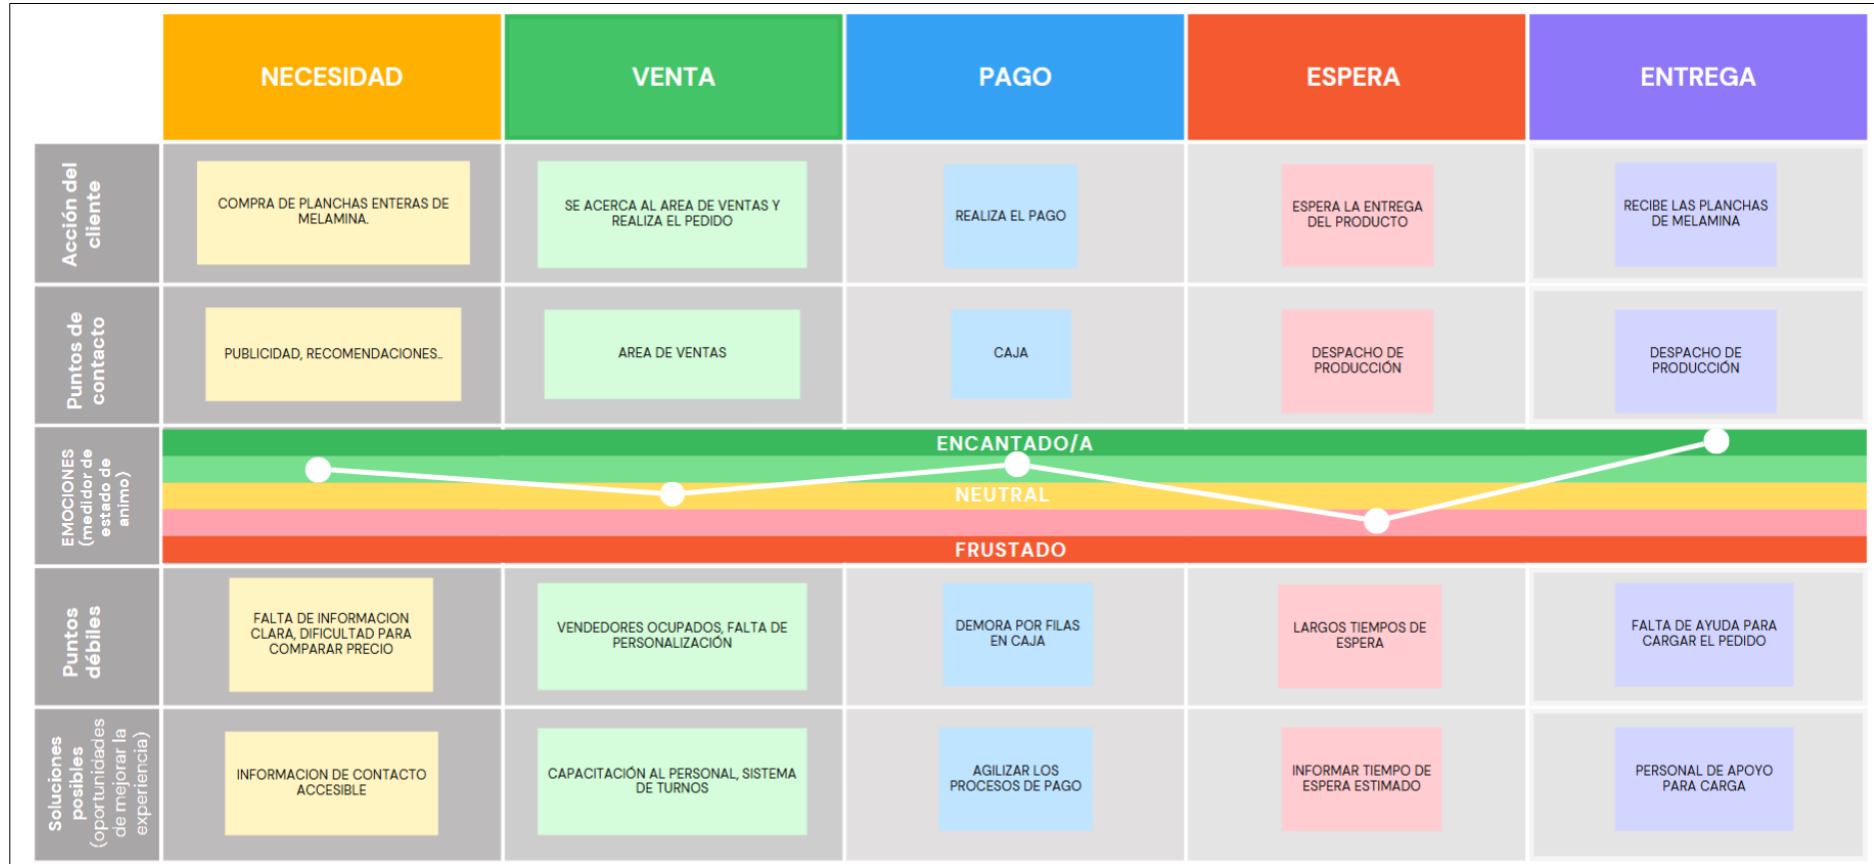 NECESIDAD
VENTA
PAGO
ESPERA
ENTREGA
Acción del
cliente
COMPRA DE PLANCHAS ENTERAS DE
MELAMINA.
SE ACERCA AL AREA DE VENTAS Y
REALIZA EL PEDIDO
REALIZA EL PAGO
ESPERA LA ENTREGA
DEL PRODUCTO
RECIBE LAS PLANCHAS
DE MELAMINA
Puntos de
contacto
PUBLICIDAD, RECOMENDACIONES...
AREA DE VENTAS
CAJA
DESPACHO DE
PRODUCCIÓN
DESPACHO DE
PRODUCCIÓN
EMOCIONES
(medidor de
estado de
animo)
ENCANTADO/A
NEUTRAL
FRUSTADO
Puntos
débiles
FALTA DE INFORMACION
CLARA, DIFICULTAD PARA
COMPARAR PRECIO
VENDEDORES OCUPADOS, FALTA DE
PERSONALIZACIÓN
DEMORA POR FILAS
EN CAJA
LARGOS TIEMPOS DE
ESPERA
FALTA DE AYUDA PARA
CARGAR EL PEDIDO
Soluciones
posibles
(oportunidades
de mejorar la
experiencia)
INFORMACION DE CONTACTO
ACCESIBLE
CAPACITACIÓN AL PERSONAL, SISTEMA
DE TURNOS
AGILIZAR LOS
PROCESOS DE PAGO
INFORMAR TIEMPO DE
ESPERA ESTIMADO
PERSONAL DE APOYO
PARA CARGA